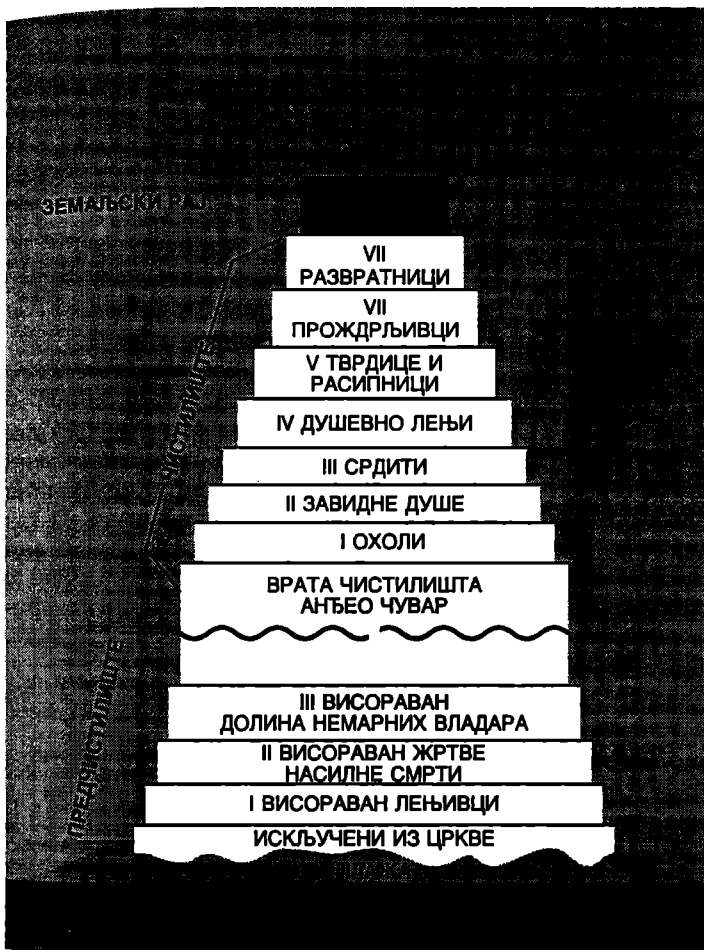 ЗЕМАЉСКИ РАЈ
VII
РАЗВРАТНИЦИ
VII
ПРОЖДРЉИВЦИ
V ТВРДИЦЕ И
РАСИПНИЦИ
IV ДУШЕВНО ЛЕЊИ
III СРДИТИ
II ЗАВИДНЕ ДУШЕ
I ОХОЛИ
ЧИСТИЛИШТЕ
ВРАТА ЧИСТИЛИШТА
АНЂЕО ЧУВАР
III ВИСОРАВАН
ДОЛИНА НЕМАРНИХ ВЛАДАРА
II ВИСОРАВАН ЖРТВЕ
НАСИЛНЕ СМРТИ
I ВИСОРАВАН ЛЕЊИВЦИ
ИСКЉУЧЕНИ ИЗ ЦРКВЕ
ПРЕДЧИСТИЛИШТЕ